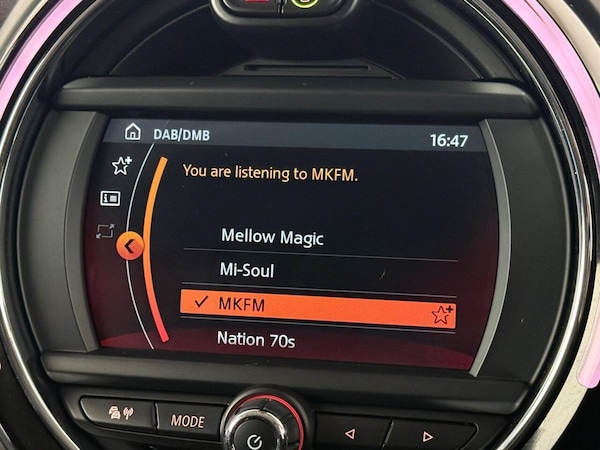 DAB/DMB
16:47
You are listening to MKFM.
Mellow Magic
Mi-Soul
MKFM
Nation 70s
MODE